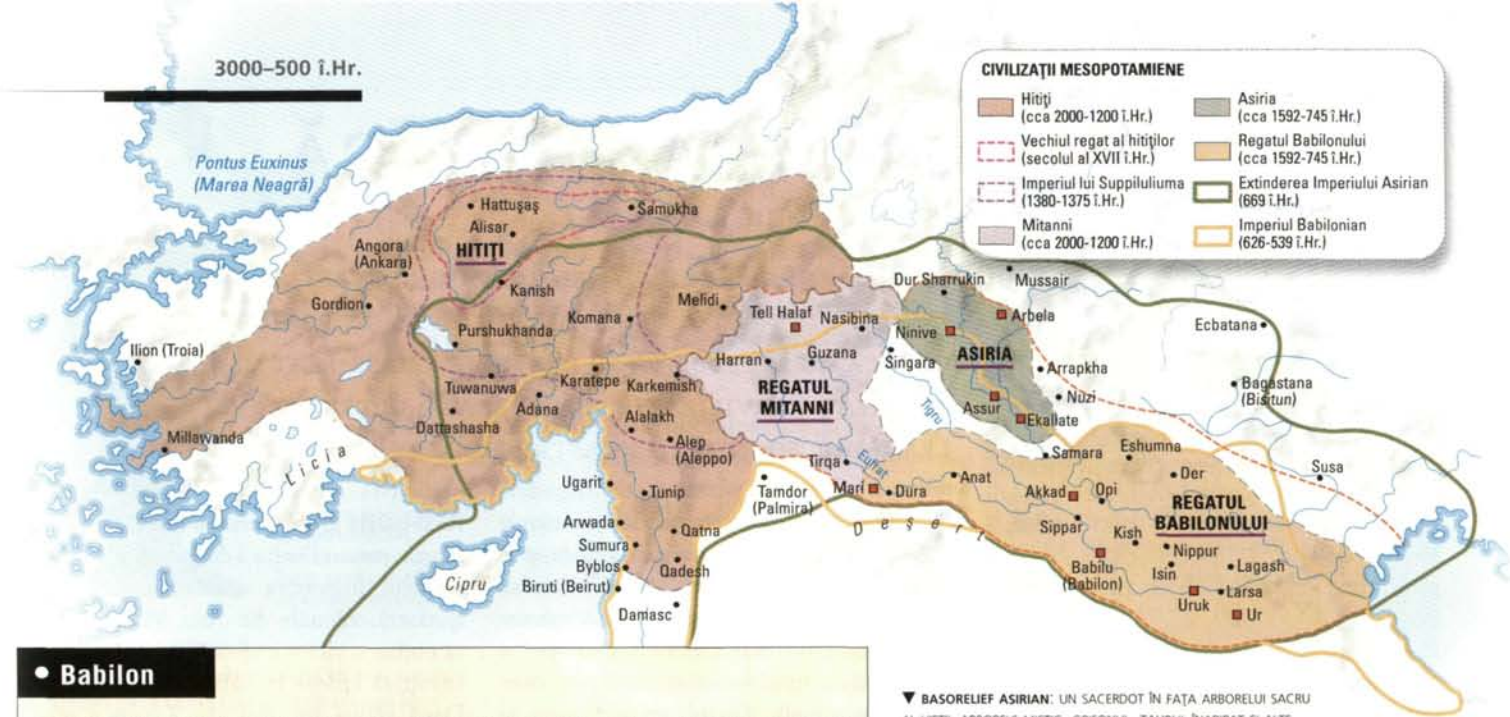 3000–500 î.Hr.
CIVILIZAŢII MESOPOTAMIENE
Hitiţi
(cca 2000-1200 î.Hr.)
Vechiul regat al hitiţilor
(secolul al XVII î.Hr.)
Imperiul lui Suppiluliuma
(1380-1375 î.Hr.)
Mitanni
(cca 2000-1200 î.Hr.)
Asiria
(cca 1592-745 î.Hr.)
Regatul Babilonului
(cca 1592-745 î.Hr.)
Extinderea Imperiului Asirian
(669 î.Hr.)
Imperiul Babilonian
(626-539 î.Hr.)
Pontus Euxinus
(Marea Neagră)
Hattuşaş
Samukha
Alisar
HITIŢI
Angora
(Ankara)
Kanish
Gordion
Melidi
Komana
Purshukhanda
Ilion (Troia)
Tuwanuwa
Karatepe
Karkemish
Adana
Dattashasha
Millawanda
Licia
Alalakh
Alep
(Aleppo)
Ugarit
Tunip
Arwada
Qatna
Sumura
Byblos
Qadesh
Biruti (Beirut)
Damasc
Cipru
Tell Halaf
Nasibina
Harran
Guzana
REGATUL
MITANNI
Singara
Tirqa
Tamdor
(Palmira)
Dur Sharrukin
Mussair
Ninive
Arbela
ASIRIA
Arrapkha
Nuzi
Assur
Ekallate
Tigru
Eufrat
Ecbatana
Bagastana
(Bisitun)
Samara
Eshumna
Susa
Mari
Dura
Anat
Der
Akkad
Opi
Deşert
Sippar
REGATUL
BABILONULUI
Kish
Nippur
Babilu
(Babilon)
Isin
Lagash
Larsa
Uruk
Ur
• Babilon
▼ BASORELIEF ASIRIAN: UN SACERDOT ÎN FAŢA ARBORELUI SACRU